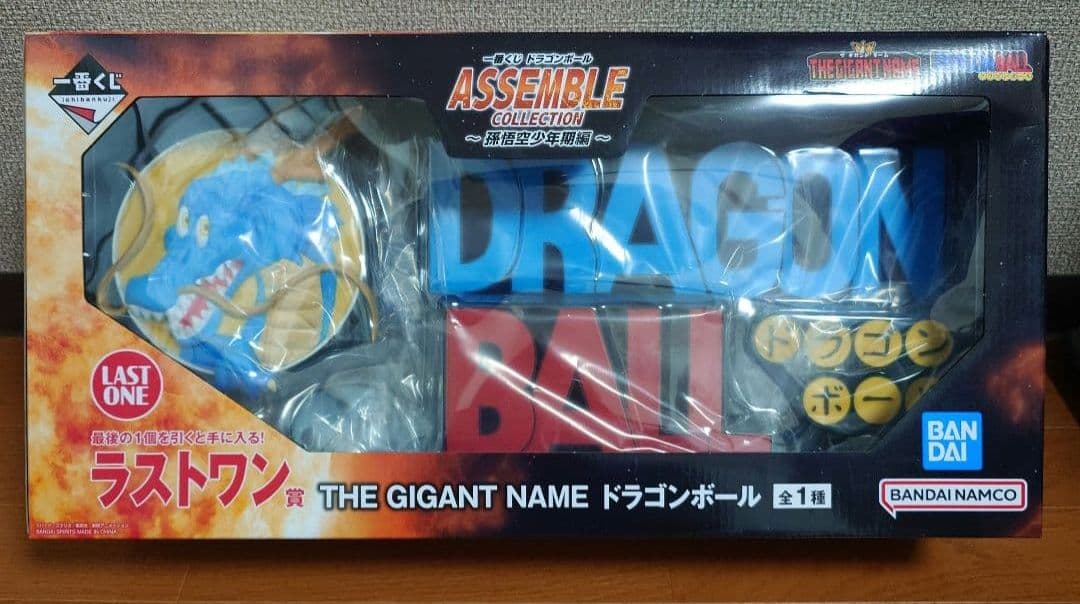 一番くじ
ichibankuji
一番くじ ドラゴンボール
ASSEMBLE
COLLECTION
~孫悟空少年期編~
THE GIGANT NAME
BALL
DRAGON
BALL
ドラゴン
ボー
LAST
ONE
最後の1個を引くと手に入る!
ラストワン賞
THE GIGANT NAME ドラゴンボール 全1種
BAN
DAI
BANDAI NAMCO
BANDAI SPIRITS MADE IN CHINA